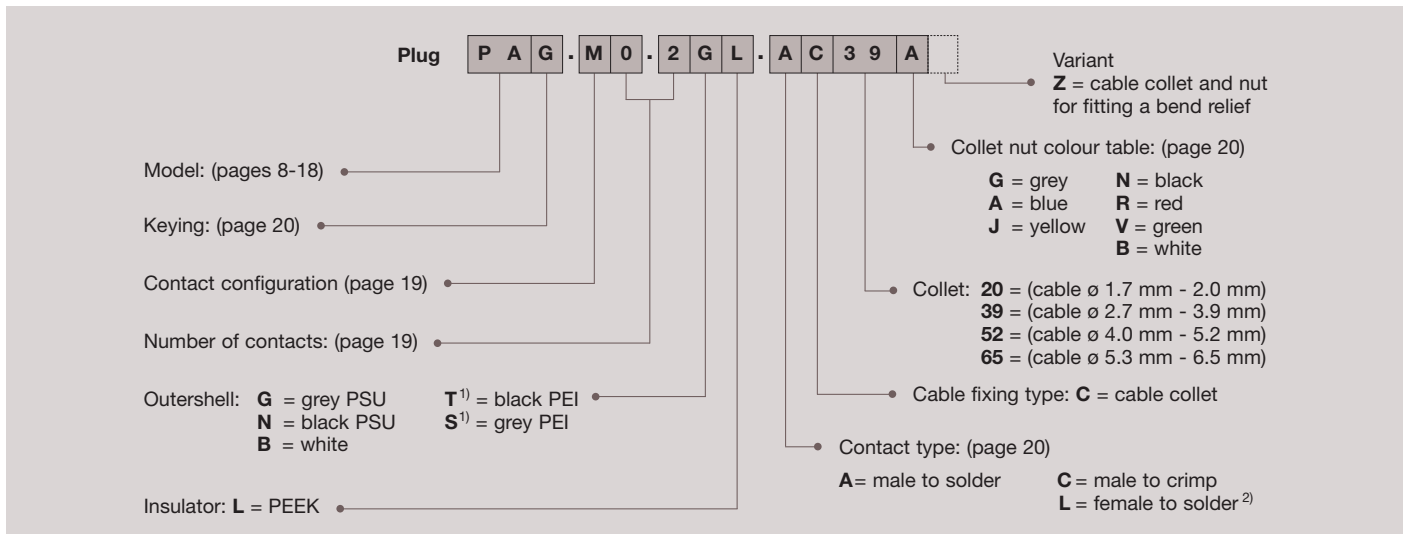 Plug PAG.M0.2GL.AC39A
Variant
Z = cable collet and nut
for fitting a bend relief
Collet nut colour table: (page 20)
G = grey N = black
A = blue R = red
J = yellow V = green
B = white
Model: (pages 8-18)
Keying: (page 20)
Contact configuration (page 19)
Number of contacts: (page 19)
Outershell: G = grey PSU T1) = black PEI
N = black PSU S1) = grey PEI
B = white
Insulator: L = PEEK
Collet: 20 = (cable ø 1.7 mm - 2.0 mm)
39 = (cable ø 2.7 mm - 3.9 mm)
52 = (cable ø 4.0 mm - 5.2 mm)
65 = (cable ø 5.3 mm - 6.5 mm)
Cable fixing type: C = cable collet
Contact type: (page 20)
A= male to solder C = male to crimp
L = female to solder 2)